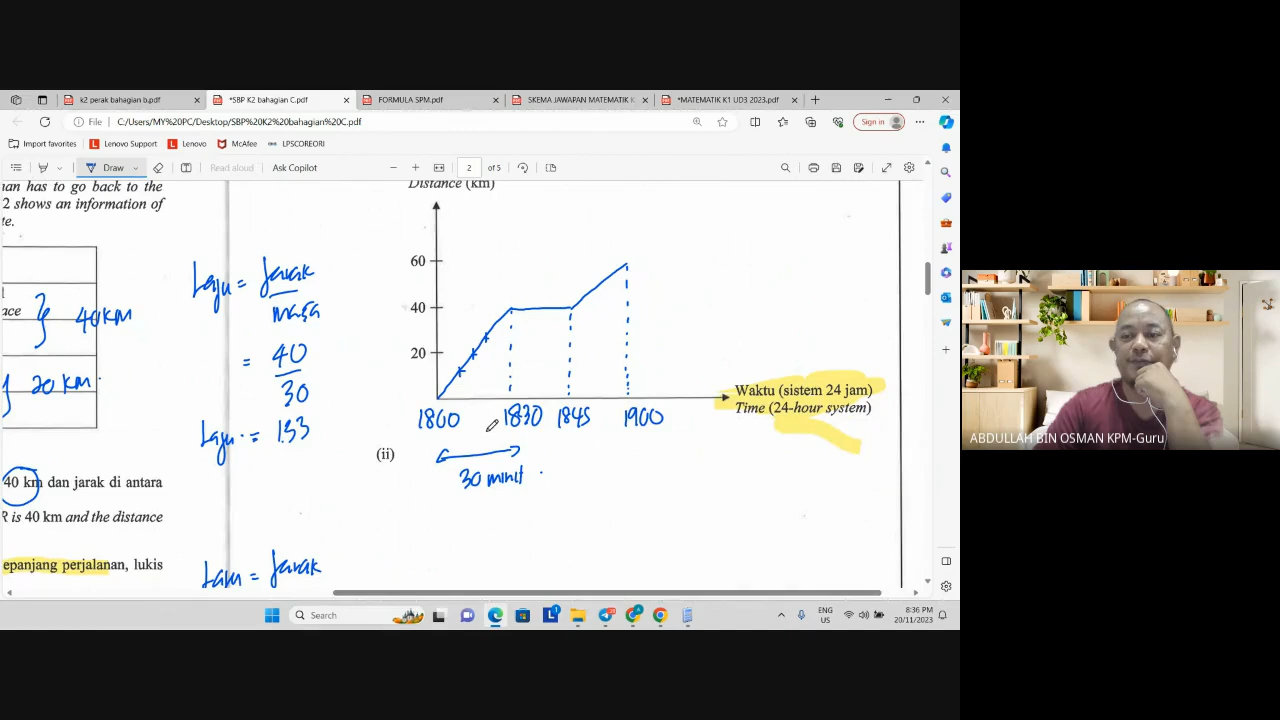 k2 perak bahagian b.pdf
*SBP K2 bahagian C.pdf
FORMULA SPM.pdf
SKEMA JAWAPAN MATEMATIK K
*MATEMATIK K1 UD3 2023.pdf
File
C:/Users/MY%20PC/Desktop/SBP%20K2%20bahagian%20C.pdf
Sign in
Import favorites
Lenovo Support
Lenovo
McAfee
LPSCOREORI
Draw
Read aloud
Ask Copilot
2
of 5
an has to go back to the
2 shows an information of
te.
ace
40 KM
20 KM
40 km dan jarak di antara
R is 40 km and the distance
epanjang perjalanan, lukis
Laju = Jarak
masa
= 40
30
Laju = 1.33
Laju = Jarak
Distance (km)
60
40
20
1800
1830
1845
1900
Waktu (sistem 24 jam)
Time (24-hour system)
(ii)
30 minit
ABDULLAH BIN OSMAN KPM-Guru
Search
ENG
US
8:36 PM
20/11/2023